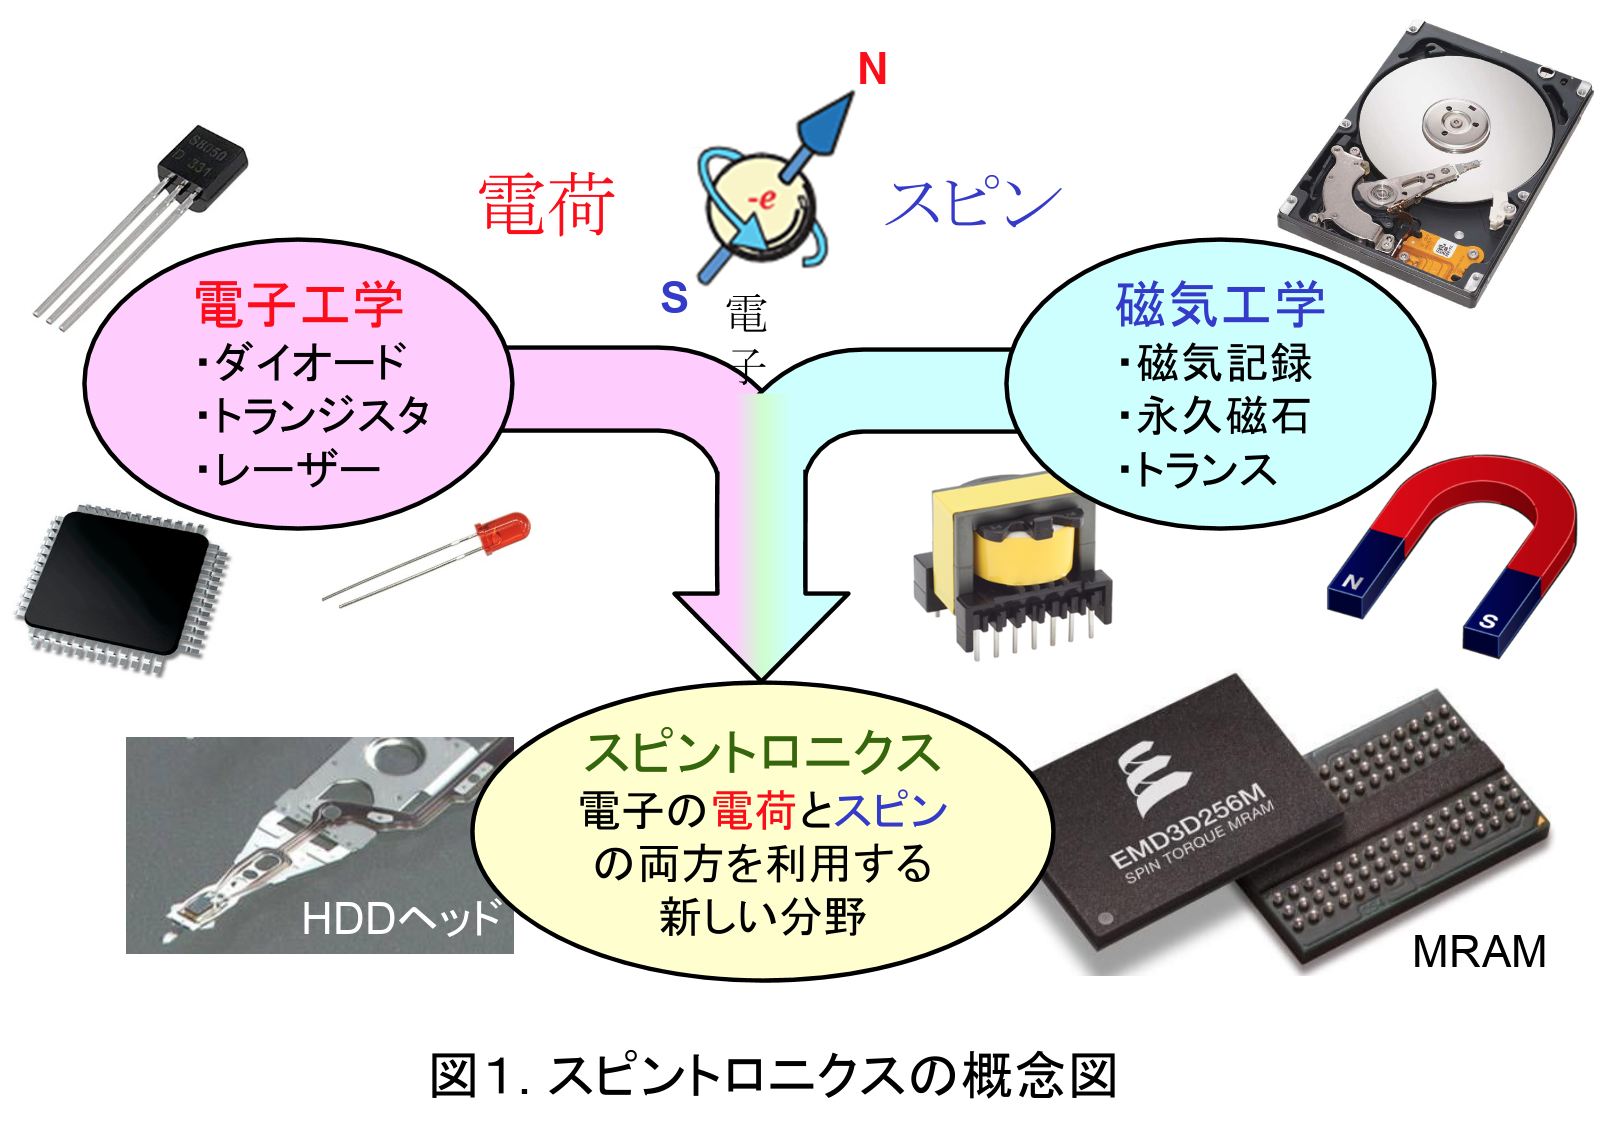 N
電荷
-e
スピン
S
電
子
S8050
D 331
電子工学
・ダイオード
・トランジスタ
・レーザー
磁気工学
・磁気記録
・永久磁石
・トランス
N
S
スピントロニクス
電子の電荷とスピン
の両方を利用する
新しい分野
HDDヘッド
EMD3D256M
SPIN TORQUE MRAM
MRAM
図１. スピントロニクスの概念図